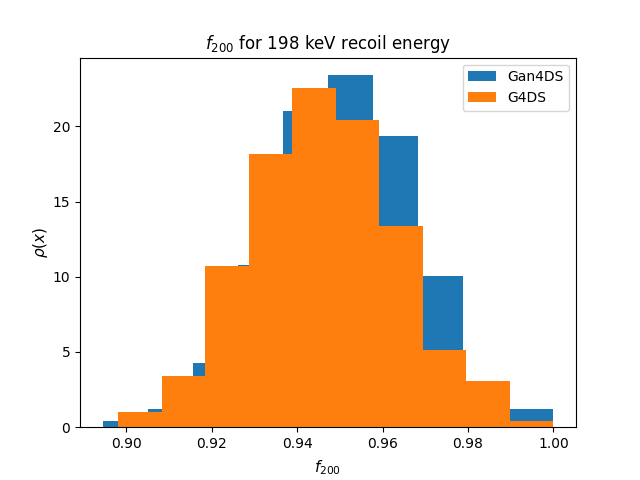 f₂₀₀ for 198 keV recoil energy
Gan4DS
G4DS
ρ(x)
20
15
10
5
0
0.90 0.92 0.94 0.96 0.98 1.00
f₂₀₀